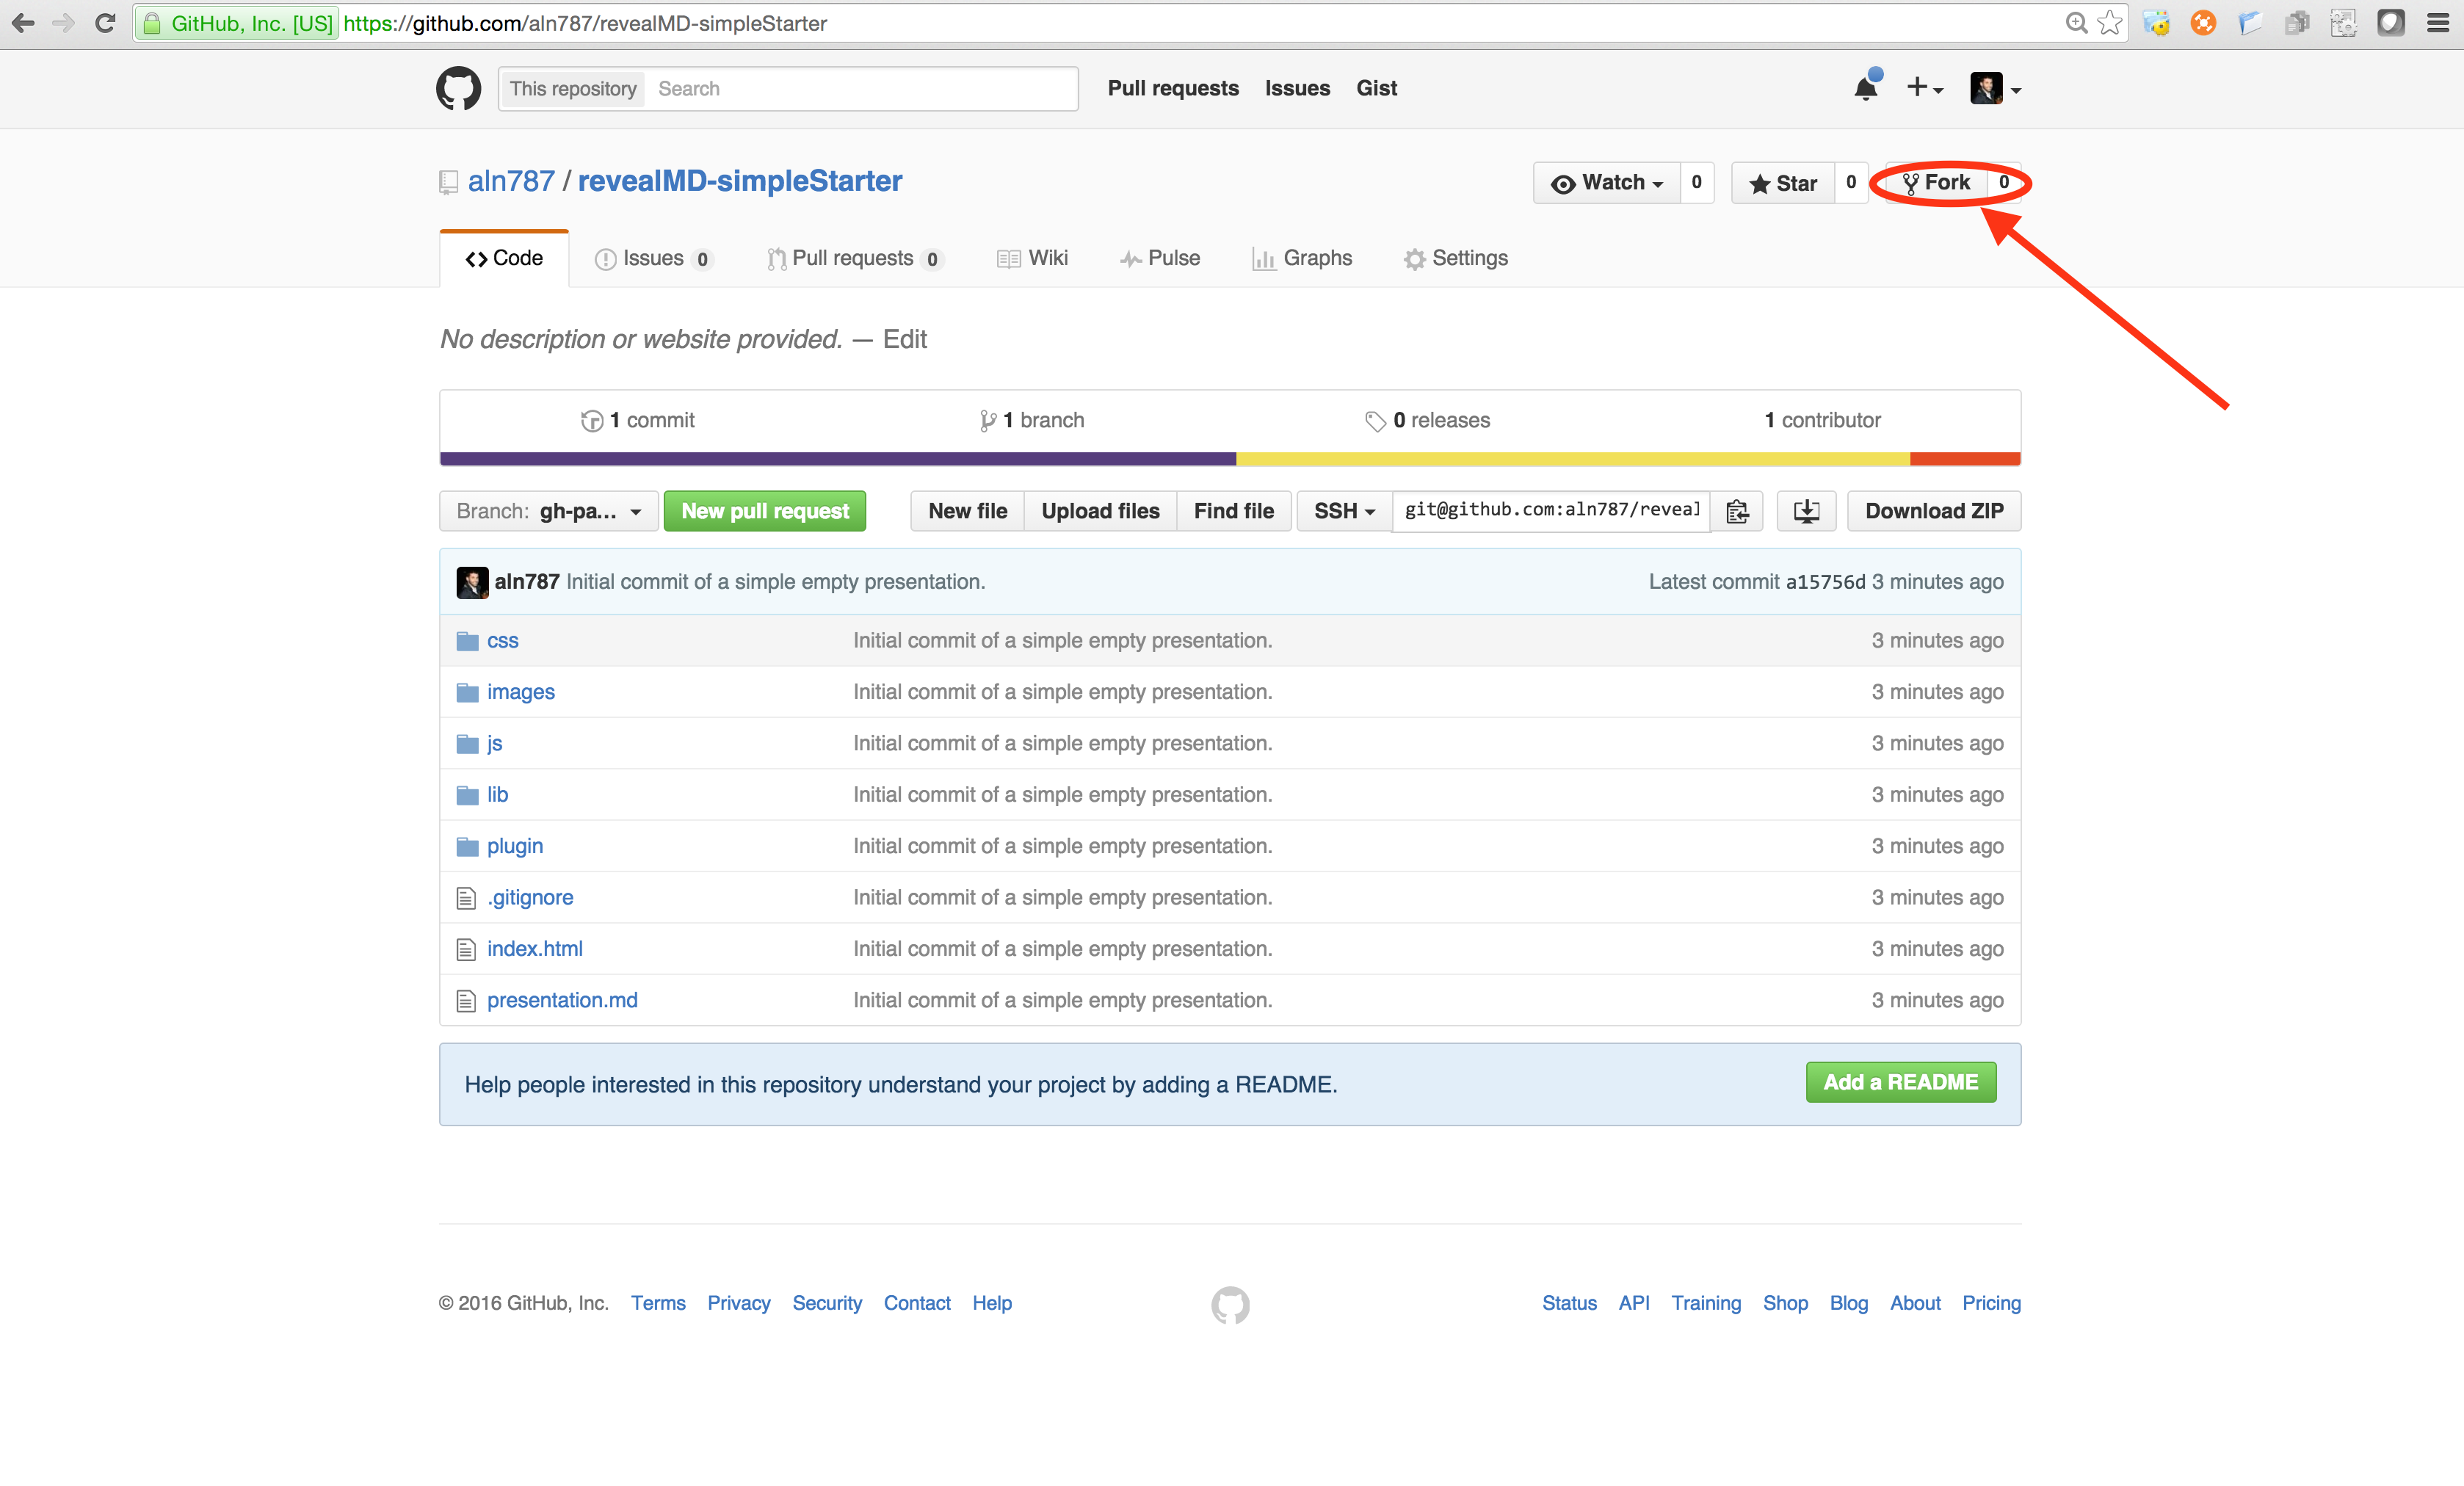 GitHub, Inc. [US] https://github.com/aln787/revealMD-simpleStarter
This repository Search Pull requests Issues Gist
aln787 / revealMD-simpleStarter Watch 0 Star 0 Fork 0
Code Issues 0 Pull requests 0 Wiki Pulse Graphs Settings
No description or website provided. — Edit
1 commit 1 branch 0 releases 1 contributor
Branch: gh-pa... New pull request New file Upload files Find file SSH git@github.com:aln787/reveal Download ZIP
aln787 Initial commit of a simple empty presentation. Latest commit a15756d 3 minutes ago
css Initial commit of a simple empty presentation. 3 minutes ago
images Initial commit of a simple empty presentation. 3 minutes ago
js Initial commit of a simple empty presentation. 3 minutes ago
lib Initial commit of a simple empty presentation. 3 minutes ago
plugin Initial commit of a simple empty presentation. 3 minutes ago
.gitignore Initial commit of a simple empty presentation. 3 minutes ago
index.html Initial commit of a simple empty presentation. 3 minutes ago
presentation.md Initial commit of a simple empty presentation. 3 minutes ago
Help people interested in this repository understand your project by adding a README. Add a README
© 2016 GitHub, Inc. Terms Privacy Security Contact Help Status API Training Shop Blog About Pricing